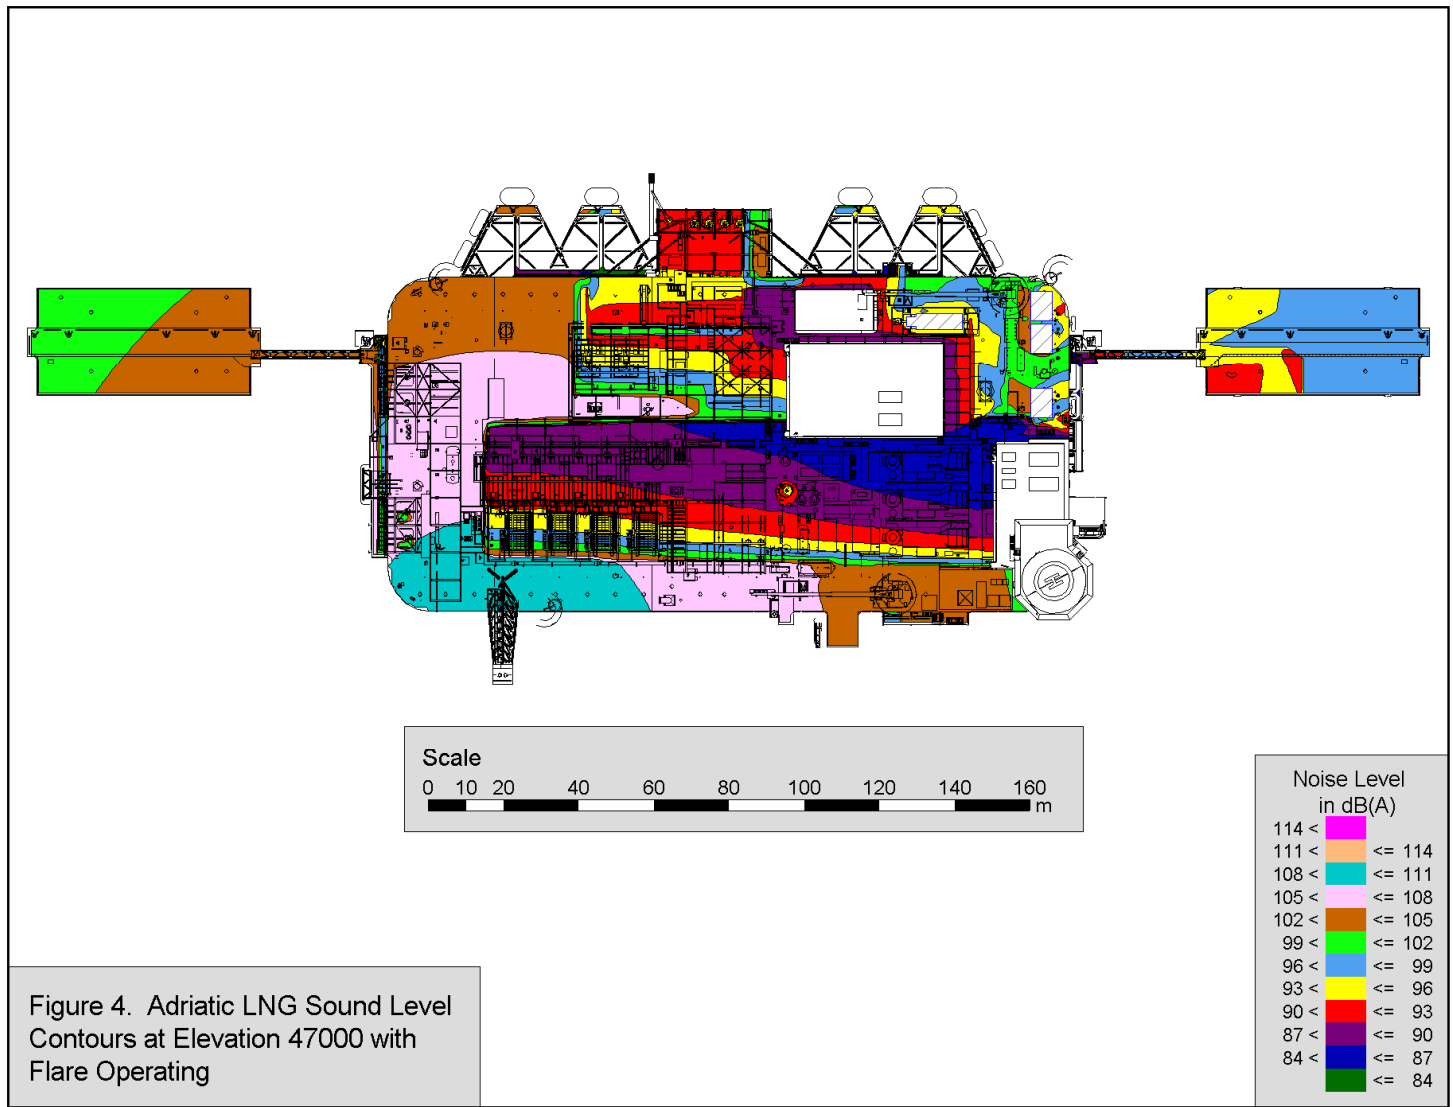 Scale
0 10 20 40 60 80 100 120 140 160
m
Noise Level
in dB(A)
114 <
111 < <= 114
108 < <= 111
105 < <= 108
102 < <= 105
99 < <= 102
96 < <= 99
93 < <= 96
90 < <= 93
87 < <= 90
84 < <= 87
<= 84
Figure 4. Adriatic LNG Sound Level
Contours at Elevation 47000 with
Flare Operating